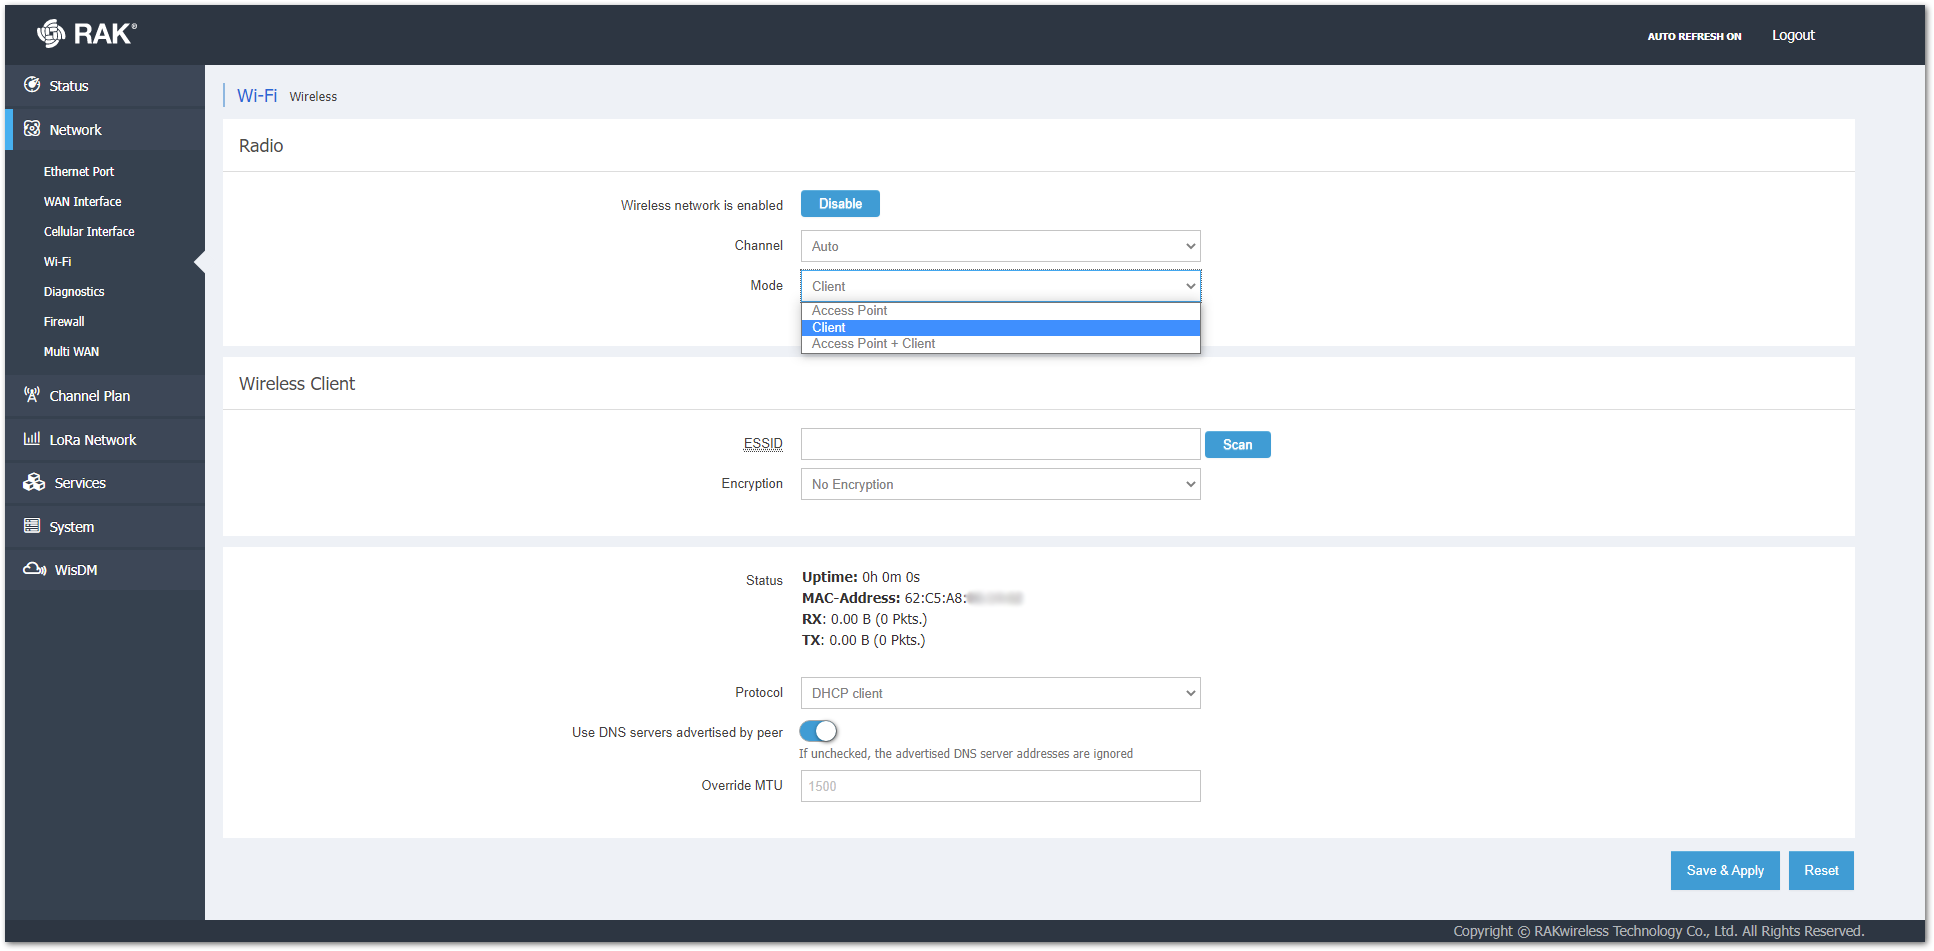 RAK®
AUTO REFRESH ON
Logout
Status
Network
Ethernet Port
WAN Interface
Cellular Interface
Wi-Fi
Diagnostics
Firewall
Multi WAN
Channel Plan
LoRa Network
Services
System
WisDM
Wi-Fi Wireless
Radio
Wireless network is enabled Disable
Channel Auto
Mode Client
Access Point
Client
Access Point + Client
Wireless Client
ESSID Scan
Encryption No Encryption
Status Uptime: 0h 0m 0s
MAC-Address: 62:C5:A8:
RX: 0.00 B (0 Pkts.)
TX: 0.00 B (0 Pkts.)
Protocol DHCP client
Use DNS servers advertised by peer
If unchecked, the advertised DNS server addresses are ignored
Override MTU 1500
Save & Apply Reset
Copyright © RAKwireless Technology Co., Ltd. All Rights Reserved.